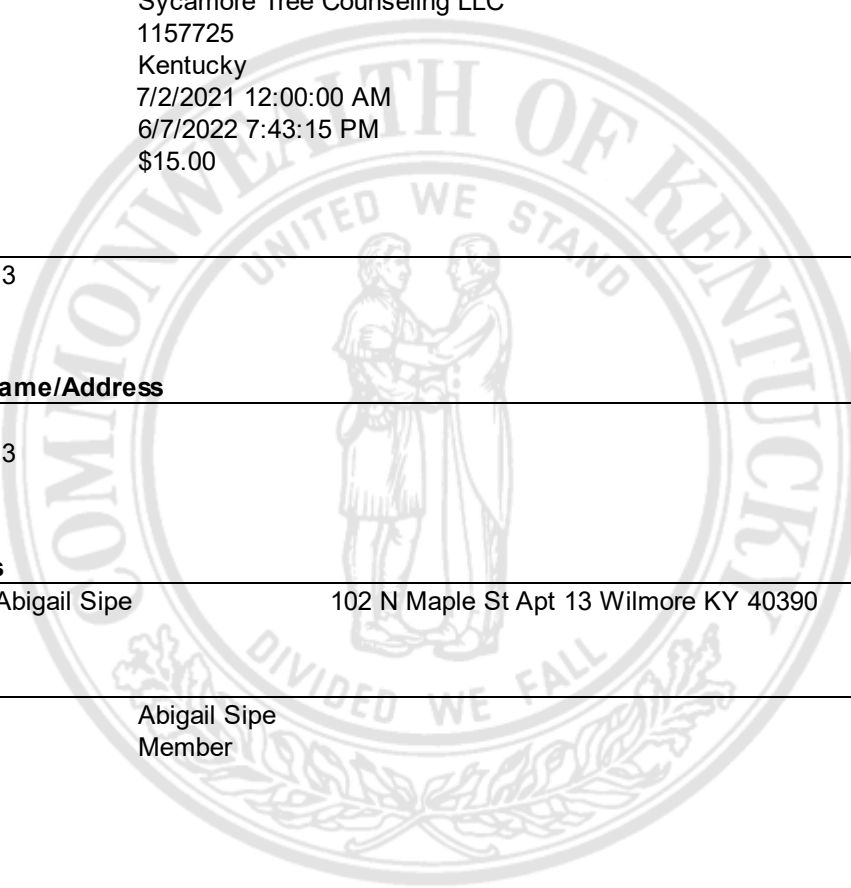 Sycamore Tree Counseling LLC
1157725
Kentucky
7/2/2021 12:00:00 AM
6/7/2022 7:43:15 PM
$15.00
3
ame/Address
3
s
Abigail Sipe 102 N Maple St Apt 13 Wilmore KY 40390
Abigail Sipe
Member
COMMONWEALTH OF KENTUCKY
UNITED WE STAND
DIVIDED WE FALL